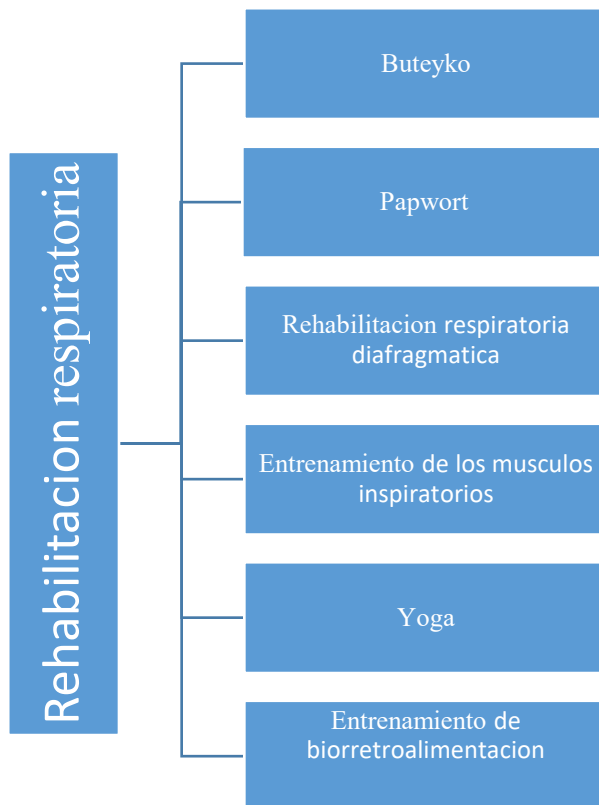 Rehabilitacion respiratoria
Buteyko
Papwort
Rehabilitacion respiratoria
diafragmatica
Entrenamiento de los musculos
inspiratorios
Yoga
Entrenamiento de
biorretroalimentacion